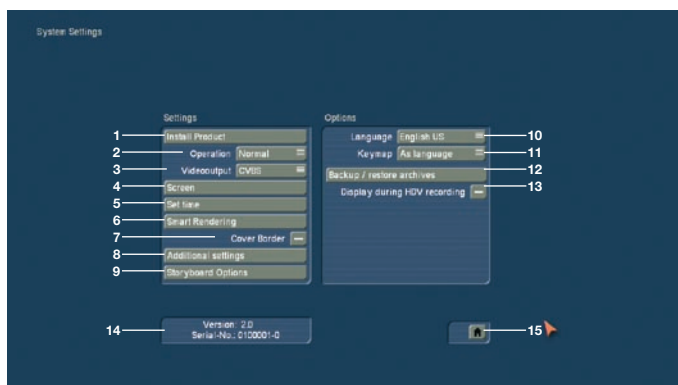 System Settings
Settings
Options
1 Install Product
2 Operation Normal
3 Videooutput CVBS
4 Screen
5 Set time
6 Smart Rendering
7 Cover Border
8 Additional settings
9 Storyboard Options
Language English US 10
Keymap As language 11
Backup / restore archives 12
Display during HDV recording 13
14 Version: 2.0
Serial-No.: 0100001-0
15